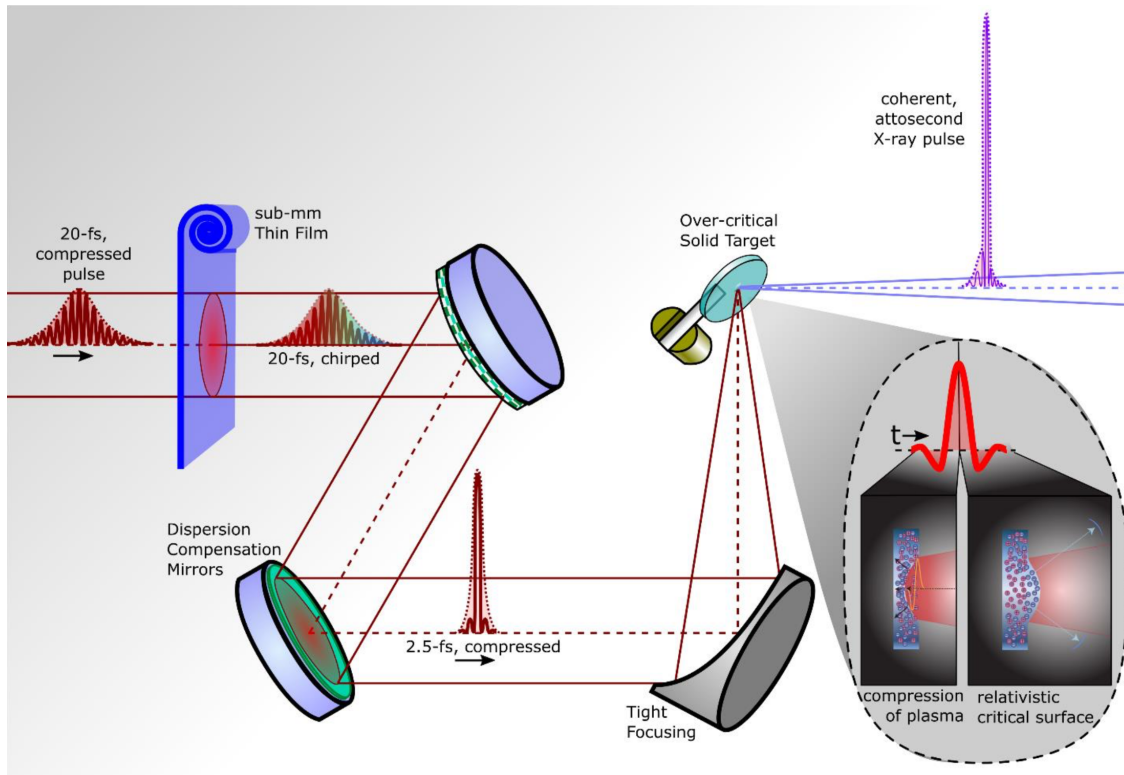 coherent,
attosecond
X-ray pulse
sub-mm
Thin Film
20-fs,
compressed
pulse
Over-critical
Solid Target
20-fs, chirped
t
Dispersion
Compensation
Mirrors
2.5-fs, compressed
Tight
Focusing
compression
of plasma
relativistic
critical surface